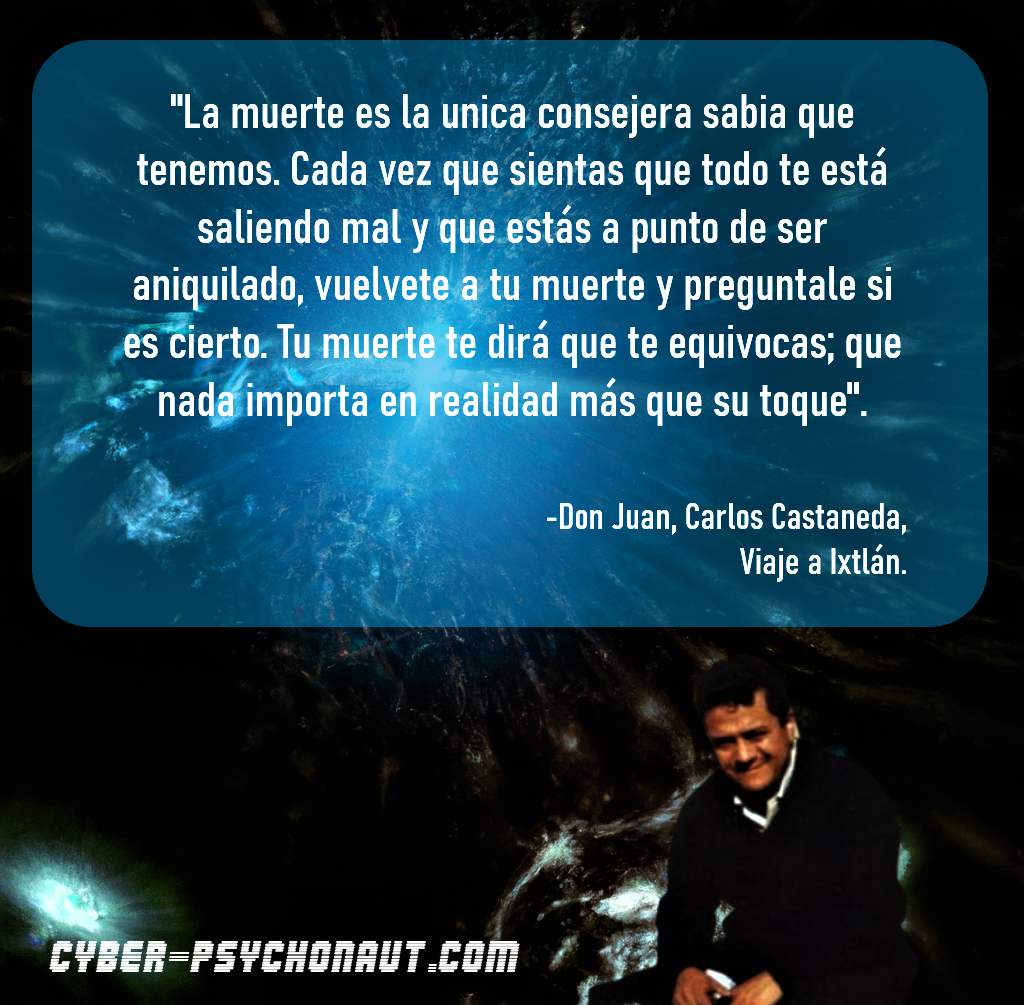 "La muerte es la unica consejera sabia que
tenemos. Cada vez que sientas que todo te está
saliendo mal y que estás a punto de ser
aniquilado, vuelvete a tu muerte y preguntale si
es cierto. Tu muerte te dirá que te equivocas; que
nada importa en realidad más que su toque".
-Don Juan, Carlos Castaneda,
Viaje a Ixtlán.
CYBER-PSYCHONAUT.COM